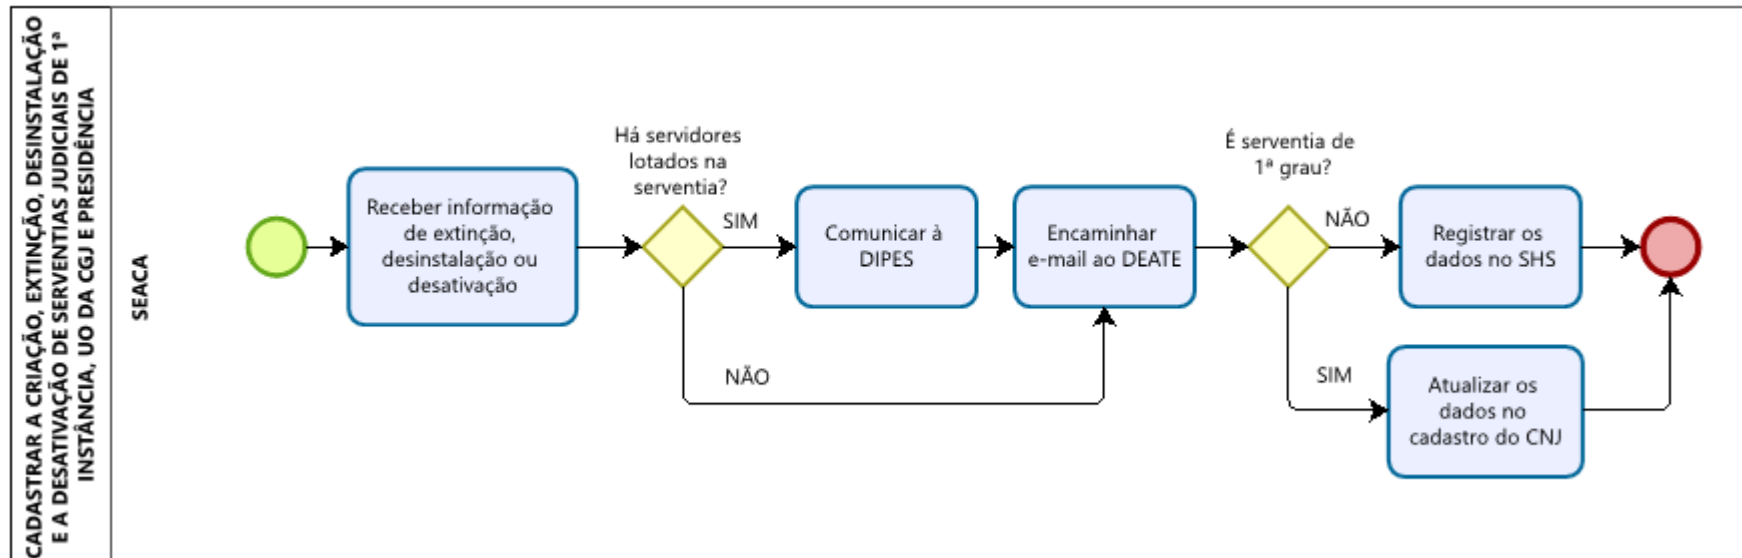 CADASTRAR A CRIAÇÃO, EXTINÇÃO, DESINSTALAÇÃO
E A DESATIVAÇÃO DE SERVENTIAS JUDICIAIS DE 1ª
INSTÂNCIA, UO DA CGJ E PRESIDÊNCIA
SEACA
Receber informação
de extinção,
desinstalação ou
desativação
Há servidores
lotados na
serventia?
SIM
NÃO
Comunicar à
DIPES
Encaminhar
e-mail ao DEATE
É serventia de
1ª grau?
NÃO
SIM
Registrar os
dados no SHS
Atualizar os
dados no
cadastro do CNJ